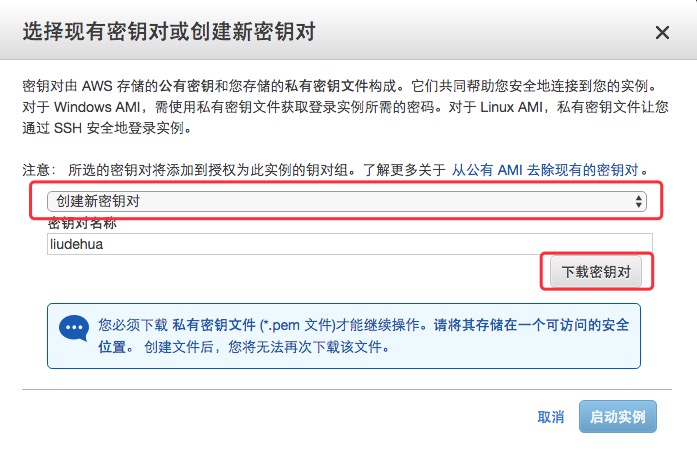 选择现有密钥对或创建新密钥对
密钥对由 AWS 存储的公有密钥和您存储的私有密钥文件构成。它们共同帮助您安全地连接到您的实例。
对于 Windows AMI，需使用私有密钥文件获取登录实例所需的密码。对于 Linux AMI，私有密钥文件让您
通过 SSH 安全地登录实例。
注意： 所选的密钥对将添加到授权为此实例的钥对组。了解更多关于 从公有 AMI 去除现有的密钥对。
创建新密钥对
密钥对名称
liudehua
下载密钥对
您必须下载 私有密钥文件 (*.pem 文件)才能继续操作。请将其存储在一个可访问的安全
位置。 创建文件后，您将无法再次下载该文件。
取消 启动实例